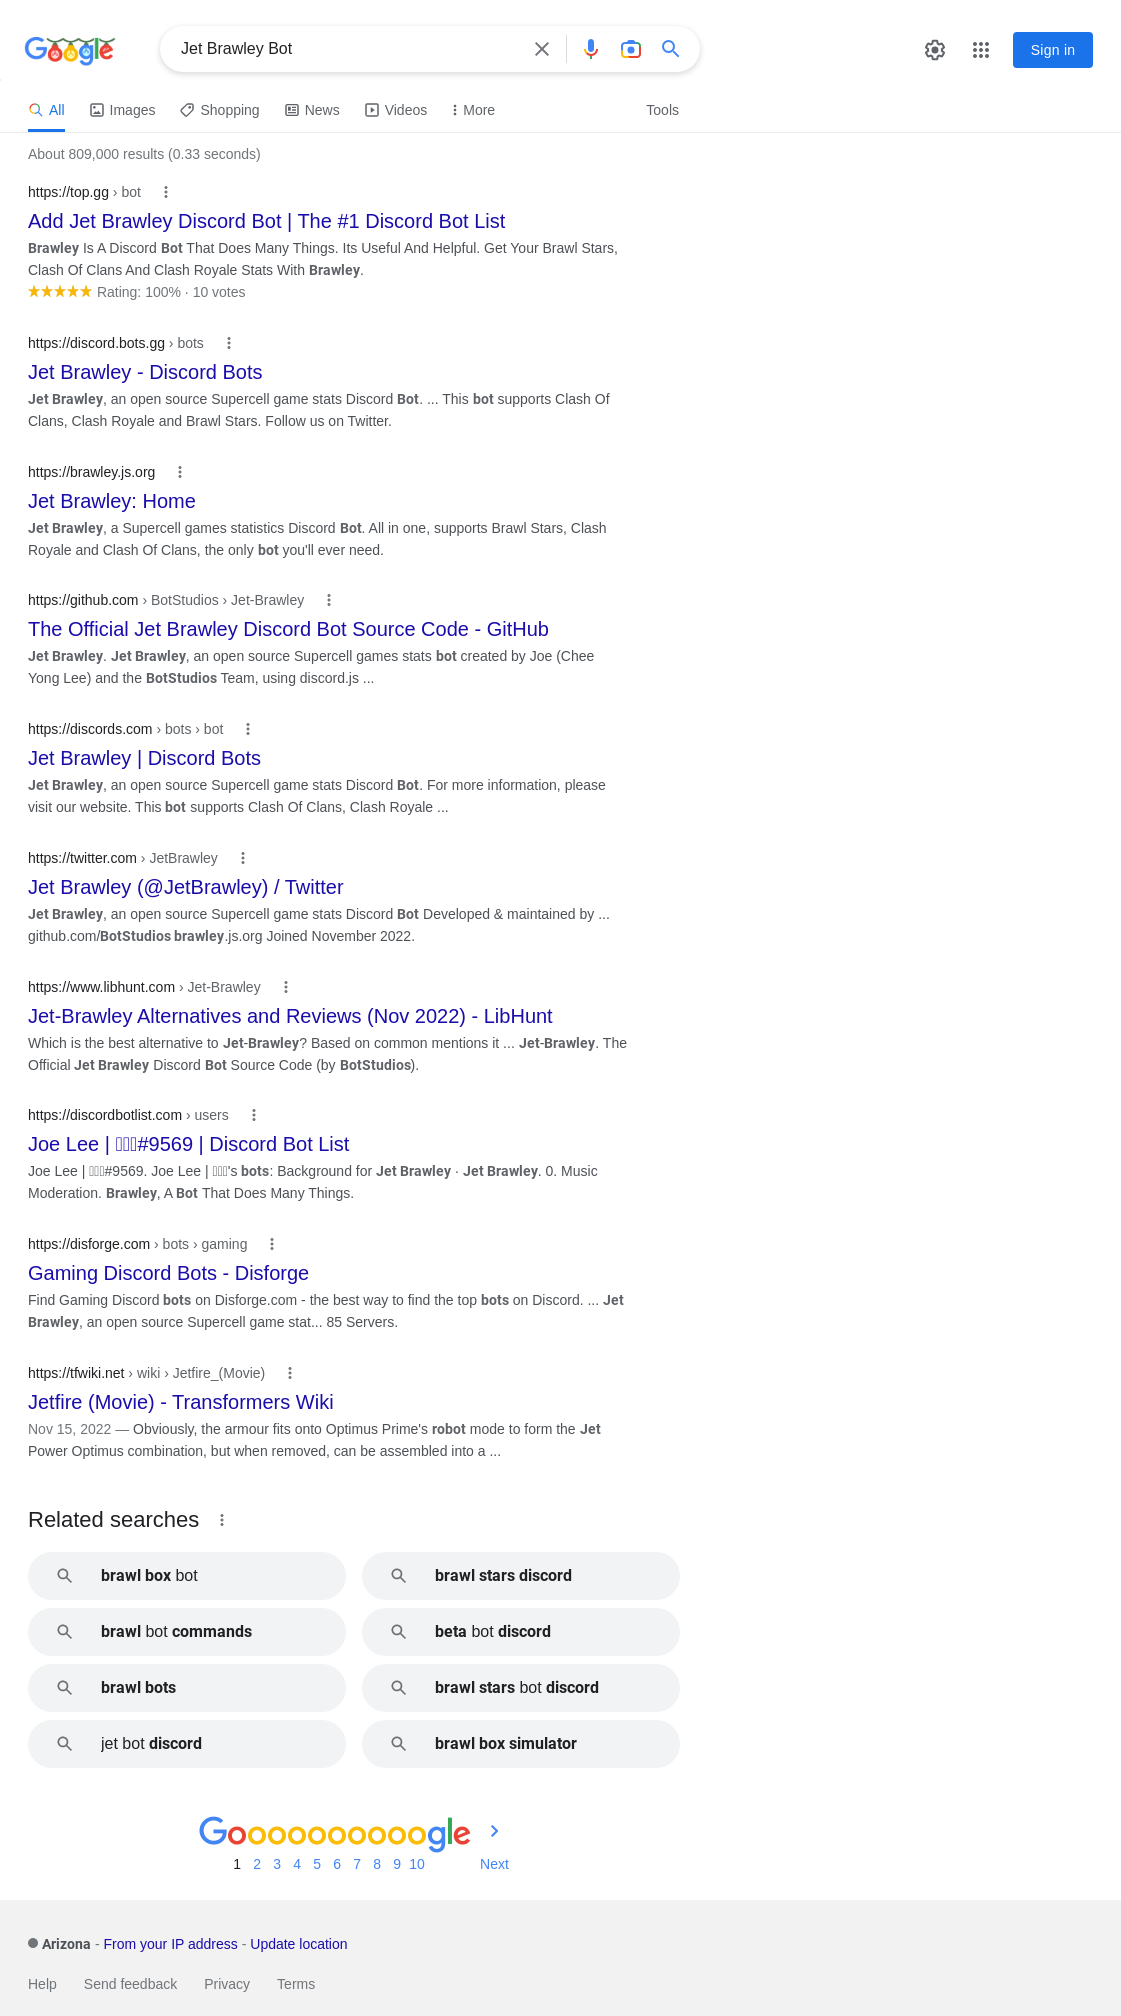 Google
Jet Brawley Bot
Sign in
All Images Shopping News Videos More Tools
About 809,000 results (0.33 seconds)
https://top.gg › bot
Add Jet Brawley Discord Bot | The #1 Discord Bot List
Brawley Is A Discord Bot That Does Many Things. Its Useful And Helpful. Get Your Brawl Stars,
Clash Of Clans And Clash Royale Stats With Brawley.
Rating: 100% · 10 votes
https://discord.bots.gg › bots
Jet Brawley - Discord Bots
Jet Brawley, an open source Supercell game stats Discord Bot. ... This bot supports Clash Of
Clans, Clash Royale and Brawl Stars. Follow us on Twitter.
https://brawley.js.org
Jet Brawley: Home
Jet Brawley, a Supercell games statistics Discord Bot. All in one, supports Brawl Stars, Clash
Royale and Clash Of Clans, the only bot you'll ever need.
https://github.com › BotStudios › Jet-Brawley
The Official Jet Brawley Discord Bot Source Code - GitHub
Jet Brawley. Jet Brawley, an open source Supercell games stats bot created by Joe (Chee
Yong Lee) and the BotStudios Team, using discord.js ...
https://discords.com › bots › bot
Jet Brawley | Discord Bots
Jet Brawley, an open source Supercell game stats Discord Bot. For more information, please
visit our website. This bot supports Clash Of Clans, Clash Royale ...
https://twitter.com › JetBrawley
Jet Brawley (@JetBrawley) / Twitter
Jet Brawley, an open source Supercell game stats Discord Bot Developed & maintained by ...
github.com/BotStudios brawley.js.org Joined November 2022.
https://www.libhunt.com › Jet-Brawley
Jet-Brawley Alternatives and Reviews (Nov 2022) - LibHunt
Which is the best alternative to Jet-Brawley? Based on common mentions it ... Jet-Brawley. The
Official Jet Brawley Discord Bot Source Code (by BotStudios).
https://discordbotlist.com › users
Joe Lee | #9569 | Discord Bot List
Joe Lee | #9569. Joe Lee | 's bots: Background for Jet Brawley · Jet Brawley. 0. Music
Moderation. Brawley, A Bot That Does Many Things.
https://disforge.com › bots › gaming
Gaming Discord Bots - Disforge
Find Gaming Discord bots on Disforge.com - the best way to find the top bots on Discord. ... Jet
Brawley, an open source Supercell game stat... 85 Servers.
https://tfwiki.net › wiki › Jetfire_(Movie)
Jetfire (Movie) - Transformers Wiki
Nov 15, 2022 — Obviously, the armour fits onto Optimus Prime's robot mode to form the Jet
Power Optimus combination, but when removed, can be assembled into a ...
Related searches
brawl box bot
brawl stars discord
brawl bot commands
beta bot discord
brawl bots
brawl stars bot discord
jet bot discord
brawl box simulator
Goooooooooogle
1 2 3 4 5 6 7 8 9 10 Next
Arizona - From your IP address - Update location
Help Send feedback Privacy Terms